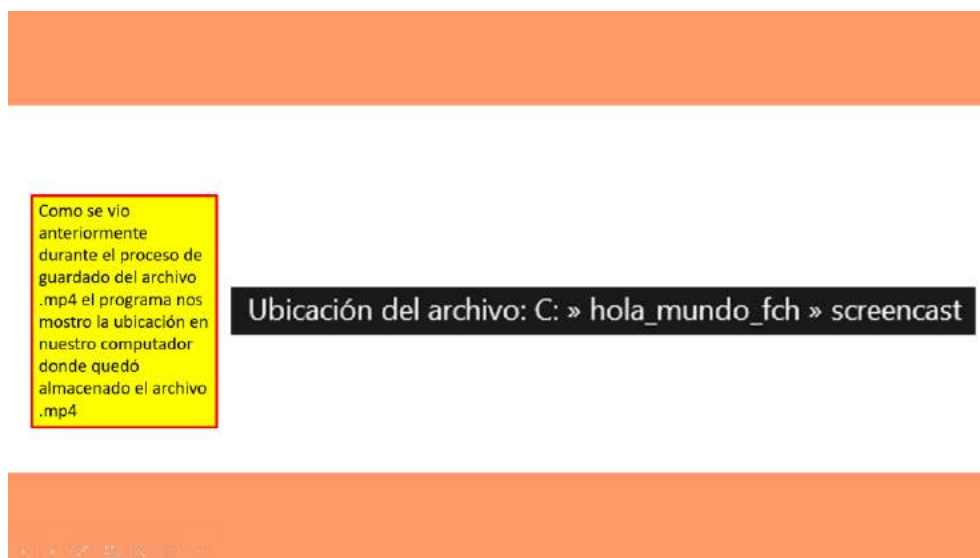 Como se vio
anteriormente
durante el proceso de
guardado del archivo
.mp4 el programa nos
mostro la ubicación en
nuestro computador
donde quedó
almacenado el archivo
.mp4
Ubicación del archivo: C: » hola_mundo_fch » screencast